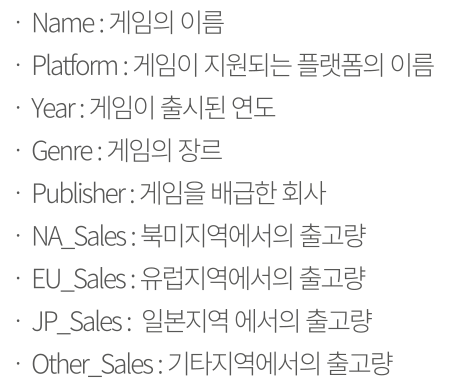 · Name : 게임의 이름
· Platform : 게임이 지원되는 플랫폼의 이름
· Year : 게임이 출시된 연도
· Genre : 게임의 장르
· Publisher : 게임을 배급한 회사
· NA_Sales : 북미지역에서의 출고량
· EU_Sales : 유럽지역에서의 출고량
· JP_Sales : 일본지역 에서의 출고량
· Other_Sales : 기타지역에서의 출고량